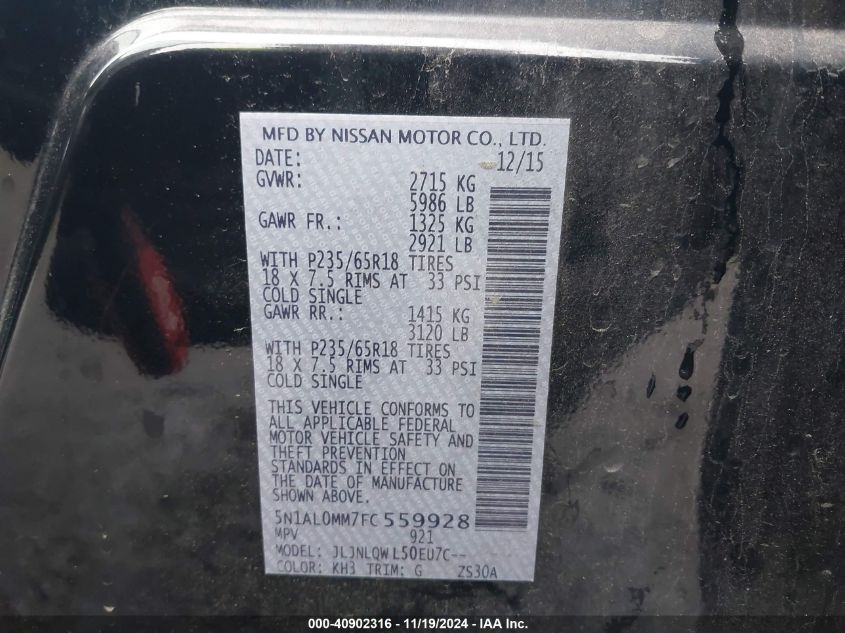 MFD BY NISSAN MOTOR CO., LTD.
DATE: 12/15
GVWR: 2715 KG
5986 LB
GAWR FR.: 1325 KG
2921 LB
WITH P235/65R18 TIRES
18 X 7.5 RIMS AT 33 PSI
COLD SINGLE
GAWR RR.: 1415 KG
3120 LB
WITH P235/65R18 TIRES
18 X 7.5 RIMS AT 33 PSI
COLD SINGLE
THIS VEHICLE CONFORMS TO
ALL APPLICABLE FEDERAL
MOTOR VEHICLE SAFETY AND
THEFT PREVENTION
STANDARDS IN EFFECT ON
THE DATE OF MANUFACTURE
SHOWN ABOVE.
5N1AL0MM7FC559928
MPV 921
MODEL: JLJNLQWL50EU7C--
COLOR: KH3 TRIM: G ZS30A
000-40902316 - 11/19/2024 - IAA Inc.